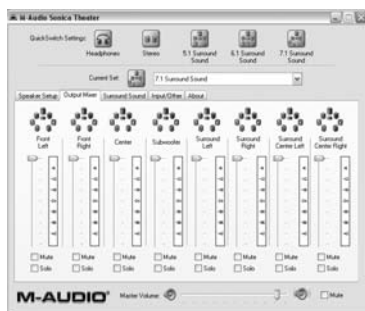 M-Audio Sonica Theater
QuickSwitch Settings:
Headphones
Stereo
5.1 Surround
Sound
6.1 Surround
Sound
7.1 Surround
Sound
Current Set:
7.1 Surround Sound
Speaker Setup Output Mixer Surround Sound Input/Other About
Front
Left
Front
Right
Center
Subwoofer
Surround
Left
Surround
Right
Surround
Center Left
Surround
Center Right
Mute Mute Mute Mute Mute Mute Mute Mute
Solo Solo Solo Solo Solo Solo Solo Solo
M-AUDIO® Master Volume: Mute